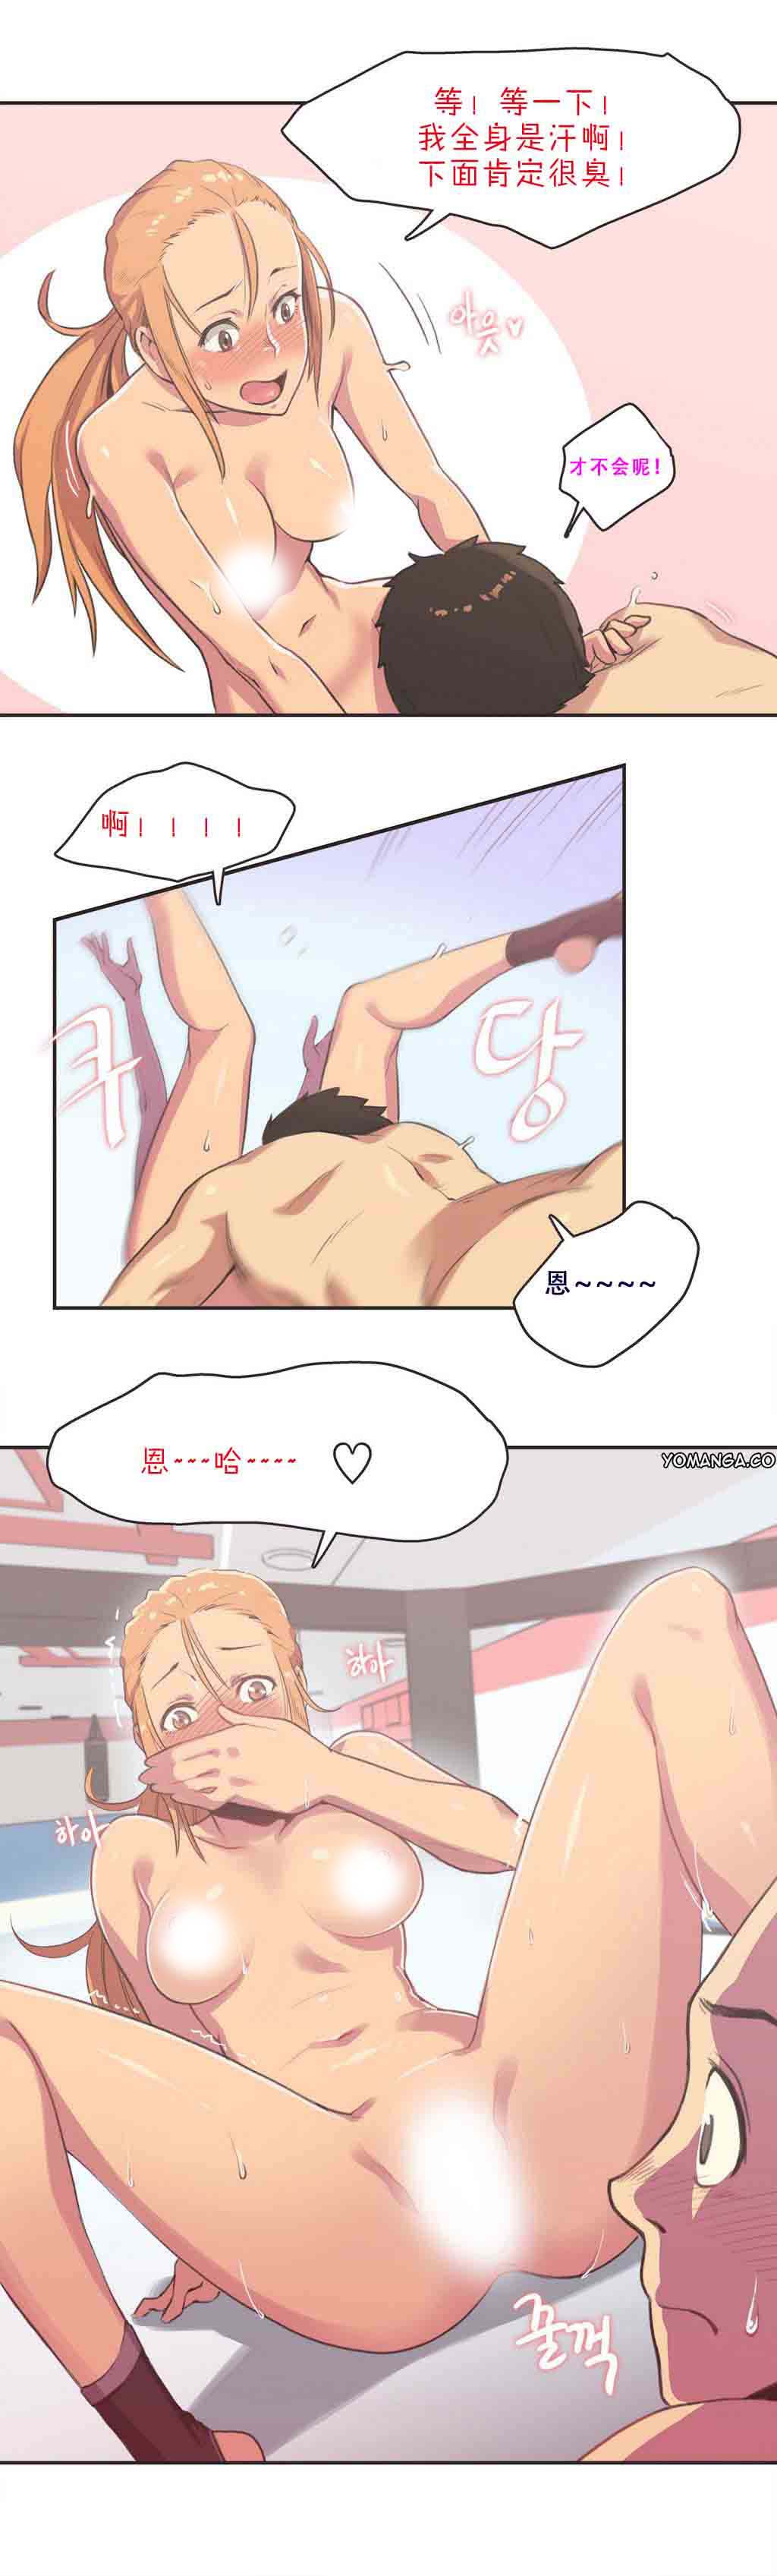 等！等一下！
我全身是汗啊！
下面肯定很臭！
아읏♥
才不会呢！
啊！！！！
쿠
당
恩~~~~
恩~~~哈~~~~ ♡
YOMANGA.CO
하아
하아
꿀꺽